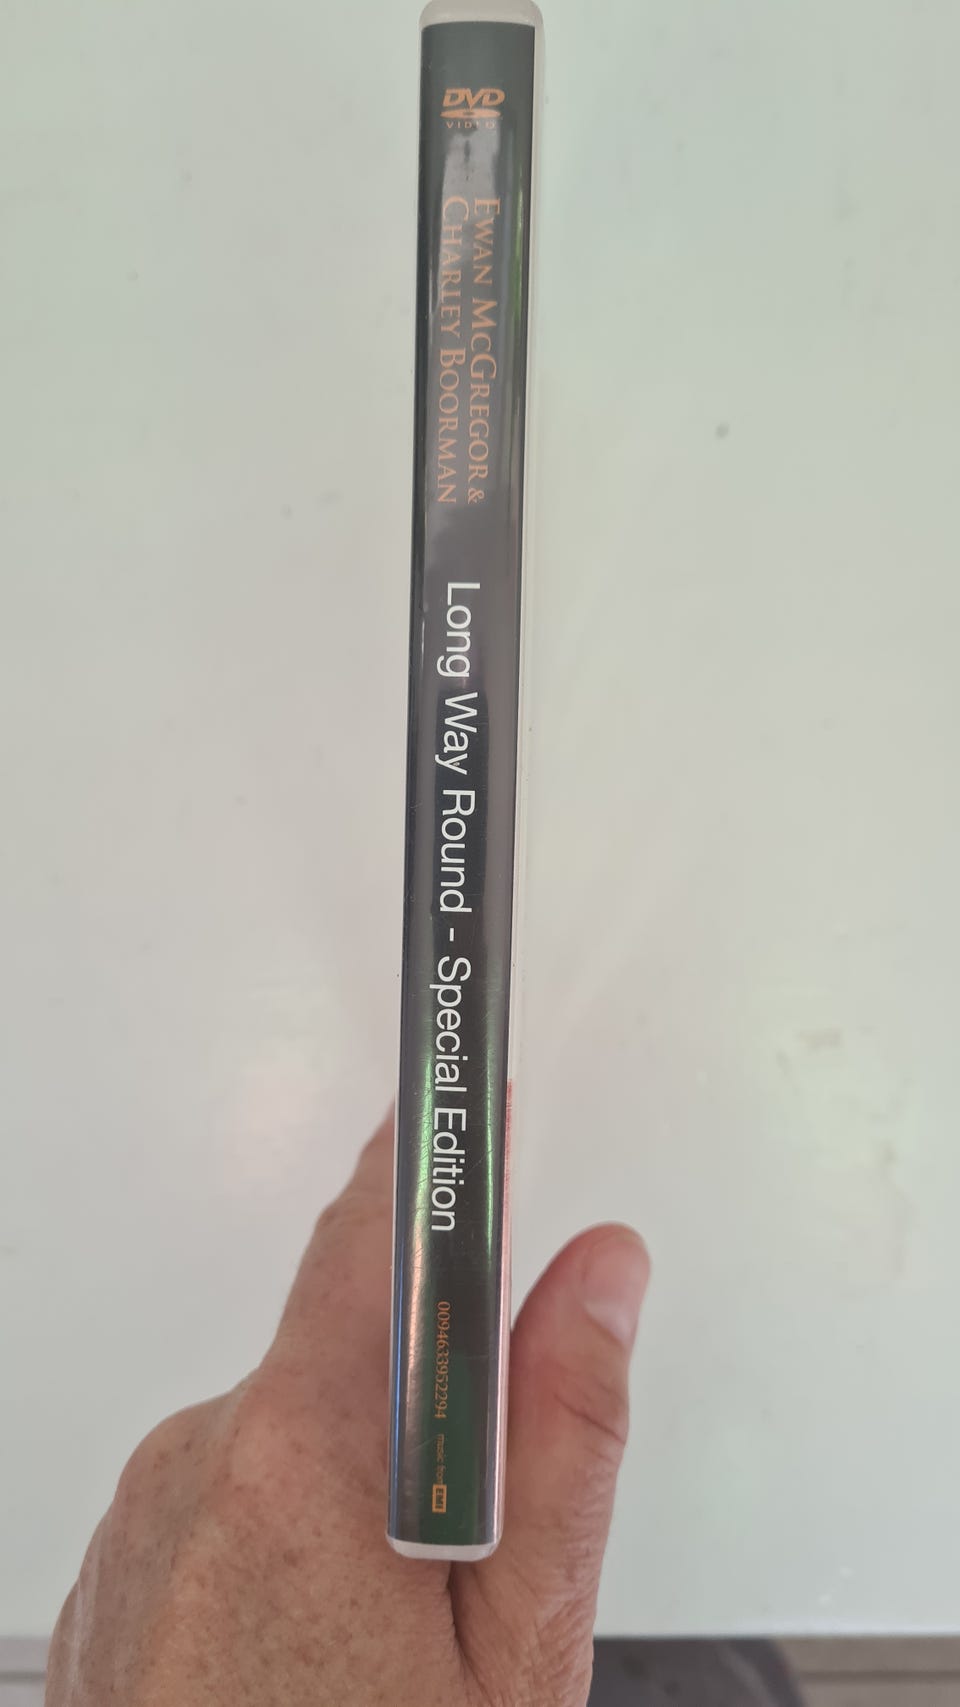 DVD
VIDEO
EWAN MCGREGOR &
CHARLEY BOORMAN
Long Way Round - Special Edition
0094633952294
music from EMI